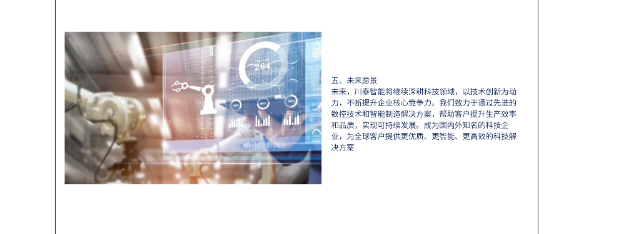 264
五、未来愿景
未来，川泰智能将继续深耕科技领域，以技术创新为动
力，不断提升企业核心竞争力。我们致力于通过先进的
数控技术和智能制造解决方案，帮助客户提升生产效率
和品质，实现可持续发展。成为国内外知名的科技企
业，为全球客户提供更优质、更智能、更高效的科技解
决方案